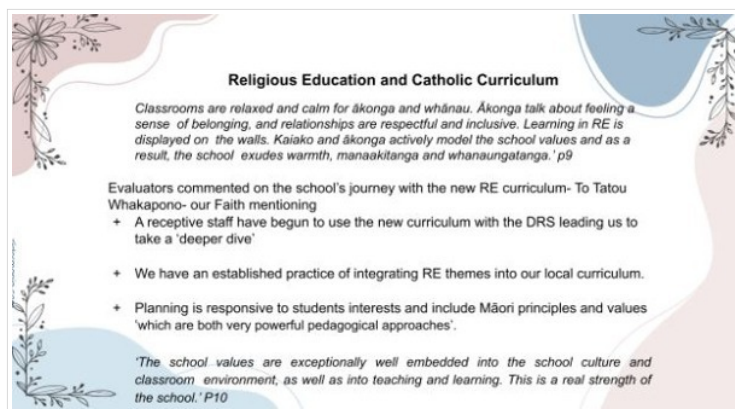 Religious Education and Catholic Curriculum
Classrooms are relaxed and calm for ākonga and whānau. Ākonga talk about feeling a
sense of belonging, and relationships are respectful and inclusive. Learning in RE is
displayed on the walls. Kaiako and ākonga actively model the school values and as a
result, the school exudes warmth, manaakitanga and whanaungatanga.' p9
Evaluators commented on the school's journey with the new RE curriculum- To Tatou
Whakapono- our Faith mentioning
+ A receptive staff have begun to use the new curriculum with the DRS leading us to
take a 'deeper dive'
+ We have an established practice of integrating RE themes into our local curriculum.
+ Planning is responsive to students interests and include Māori principles and values
'which are both very powerful pedagogical approaches'.
'The school values are exceptionally well embedded into the school culture and
classroom environment, as well as into teaching and learning. This is a real strength of
the school.' P10